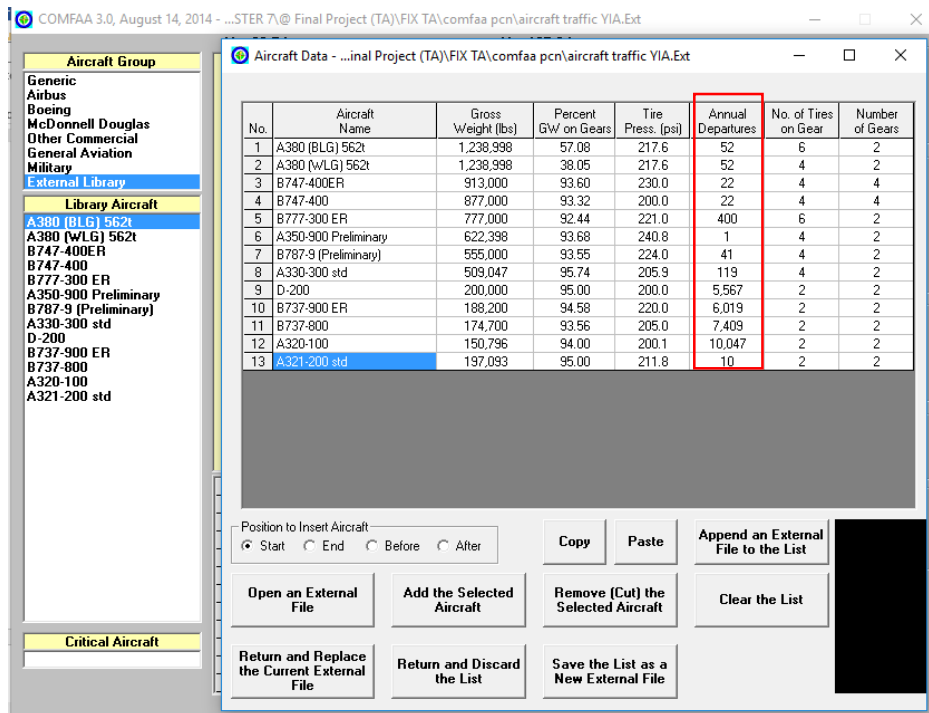 COMFAA 3.0, August 14, 2014 - ...STER 7\@ Final Project (TA)\FIX TA\comfaa pcn\aircraft traffic YIA.Ext
Aircraft Group
Generic
Airbus
Boeing
McDonnell Douglas
Other Commercial
General Aviation
Military
External Library
Library Aircraft
A380 (BLG) 562t
A380 (WLG) 562t
B747-400ER
B747-400
B777-300 ER
A350-900 Preliminary
B787-9 (Preliminary)
A330-300 std
D-200
B737-900 ER
B737-800
A320-100
A321-200 std
Critical Aircraft
Aircraft Data - ...inal Project (TA)\FIX TA\comfaa pcn\aircraft traffic YIA.Ext
No. Aircraft Name Gross Weight (lbs) Percent GW on Gears Tire Press. (psi) Annual Departures No. of Tires on Gear Number of Gears
1 A380 (BLG) 562t 1,238,998 57.08 217.6 52 6 2
2 A380 (WLG) 562t 1,238,998 38.05 217.6 52 4 2
3 B747-400ER 913,000 93.60 230.0 22 4 4
4 B747-400 877,000 93.32 200.0 22 4 4
5 B777-300 ER 777,000 92.44 221.0 400 6 2
6 A350-900 Preliminary 622,398 93.68 240.8 1 4 2
7 B787-9 (Preliminary) 555,000 93.55 224.0 41 4 2
8 A330-300 std 509,047 95.74 205.9 119 4 2
9 D-200 200,000 95.00 200.0 5,567 2 2
10 B737-900 ER 188,200 94.58 220.0 6,019 2 2
11 B737-800 174,700 93.56 205.0 7,409 2 2
12 A320-100 150,796 94.00 200.1 10,047 2 2
13 A321-200 std 197,093 95.00 211.8 10 2 2
Position to Insert Aircraft
Start End Before After
Copy
Paste
Append an External
File to the List
Open an External
File
Add the Selected
Aircraft
Remove (Cut) the
Selected Aircraft
Clear the List
Return and Replace
the Current External
File
Return and Discard
the List
Save the List as a
New External File